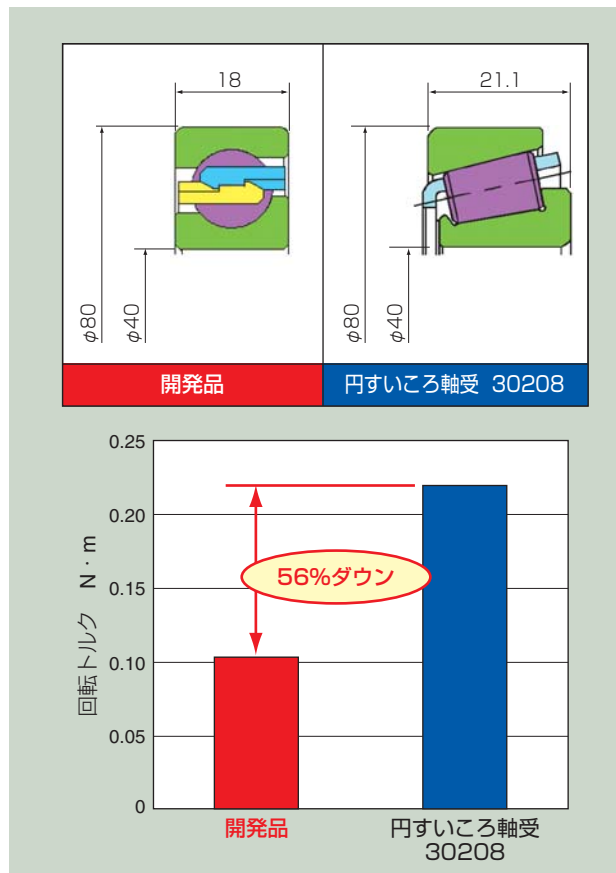 18
21.1
φ80
φ40
φ80
φ40
開発品
円すいころ軸受 30208
0.25
0.20
0.15
0.10
0.05
0
回転トルク N・m
56%ダウン
開発品
円すいころ軸受
30208